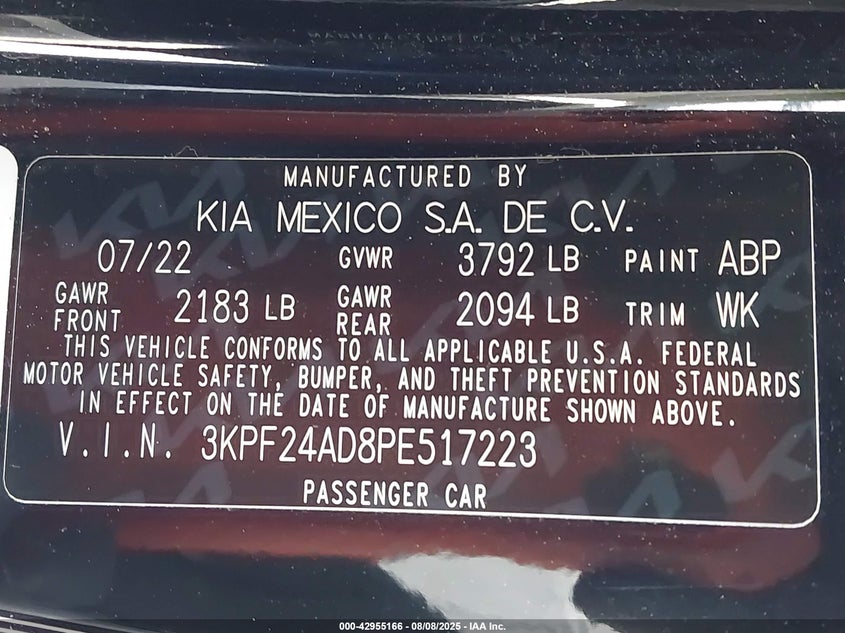 MANUFACTURED BY
KIA MEXICO S.A. DE C.V.
07/22 GVWR 3792 LB PAINT ABP
GAWR FRONT 2183 LB GAWR REAR 2094 LB TRIM WK
THIS VEHICLE CONFORMS TO ALL APPLICABLE U.S.A. FEDERAL
MOTOR VEHICLE SAFETY, BUMPER, AND THEFT PREVENTION STANDARDS
IN EFFECT ON THE DATE OF MANUFACTURE SHOWN ABOVE.
V.I.N. 3KPF24AD8PE517223
PASSENGER CAR
000-42955166 - 08/08/2025 - IAA Inc.